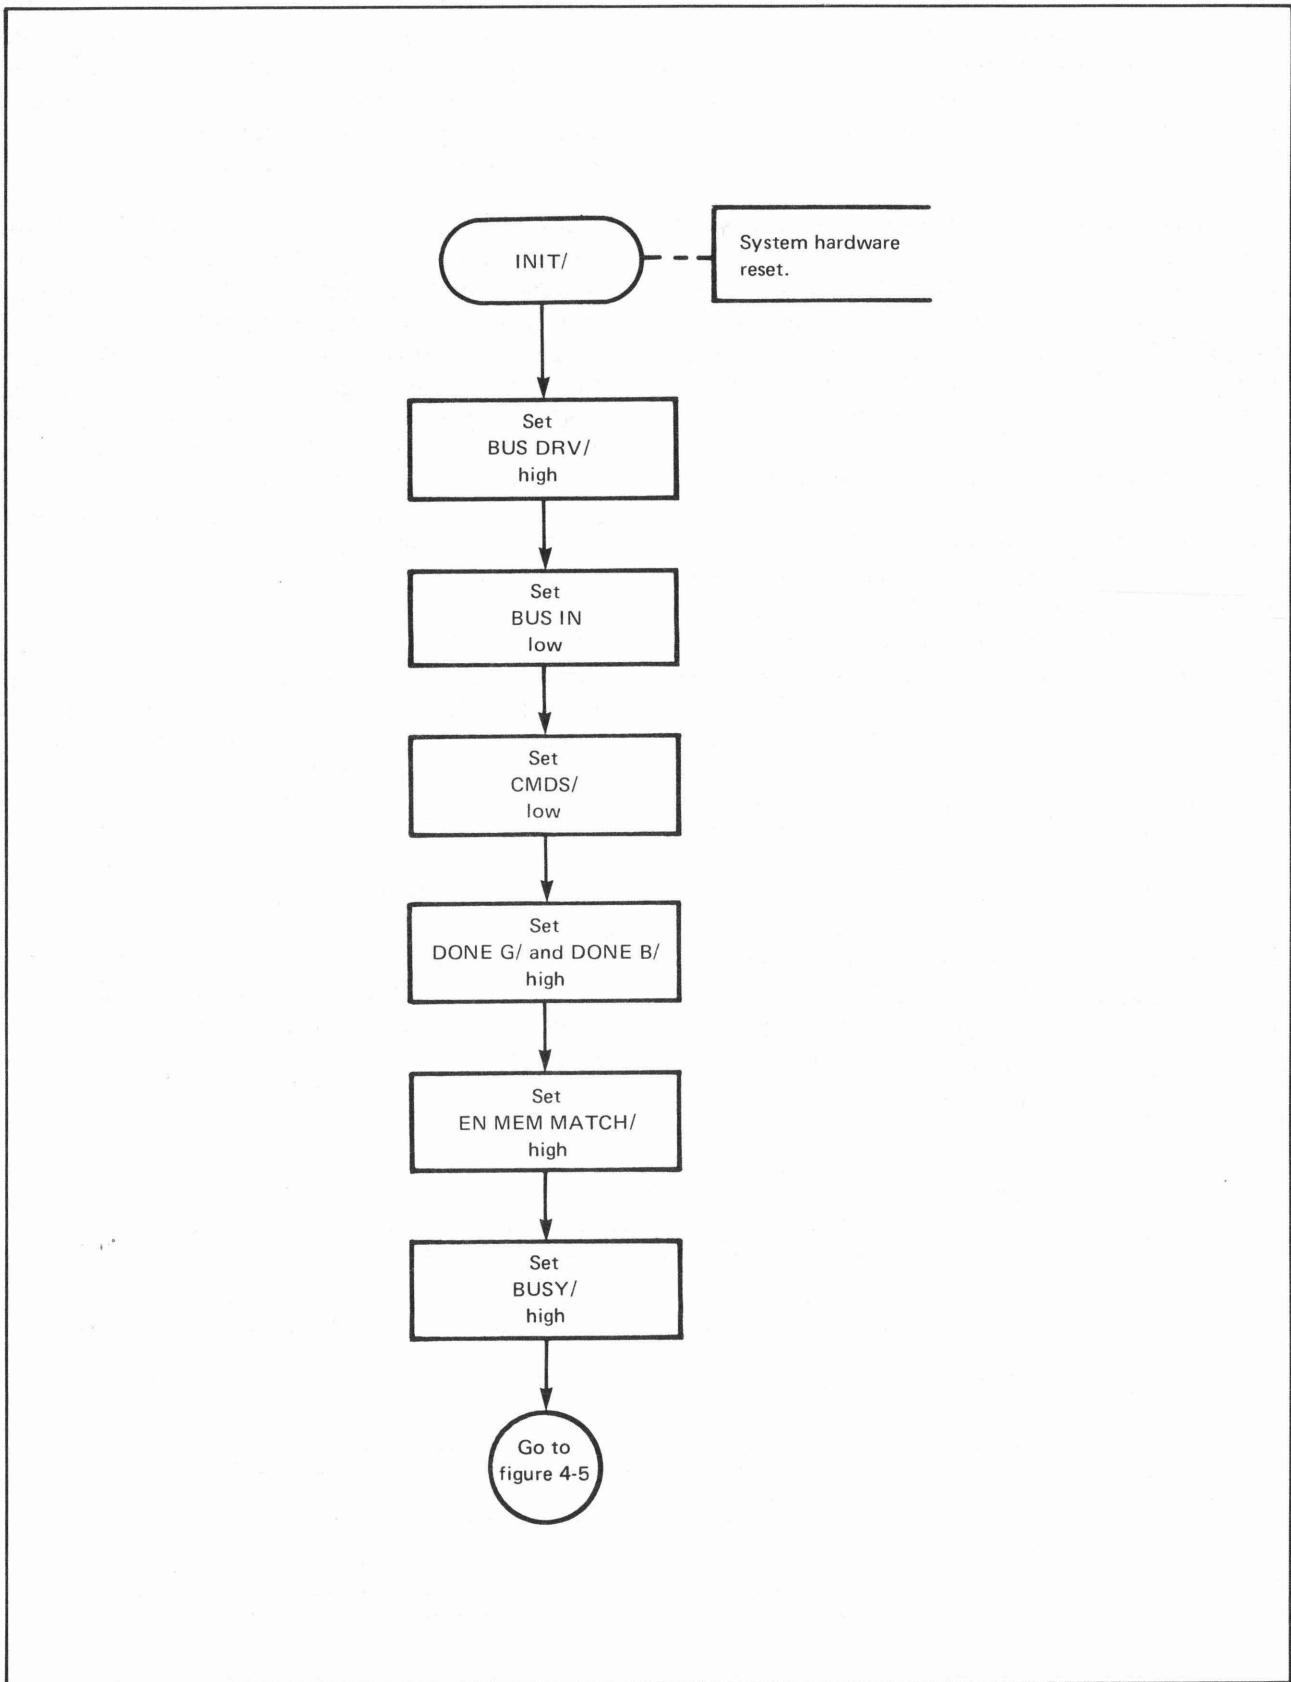 INIT/
System hardware
reset.
Set
BUS DRV/
high
Set
BUS IN
low
Set
CMDS/
low
Set
DONE G/ and DONE B/
high
Set
EN MEM MATCH/
high
Set
BUSY/
high
Go to
figure 4-5